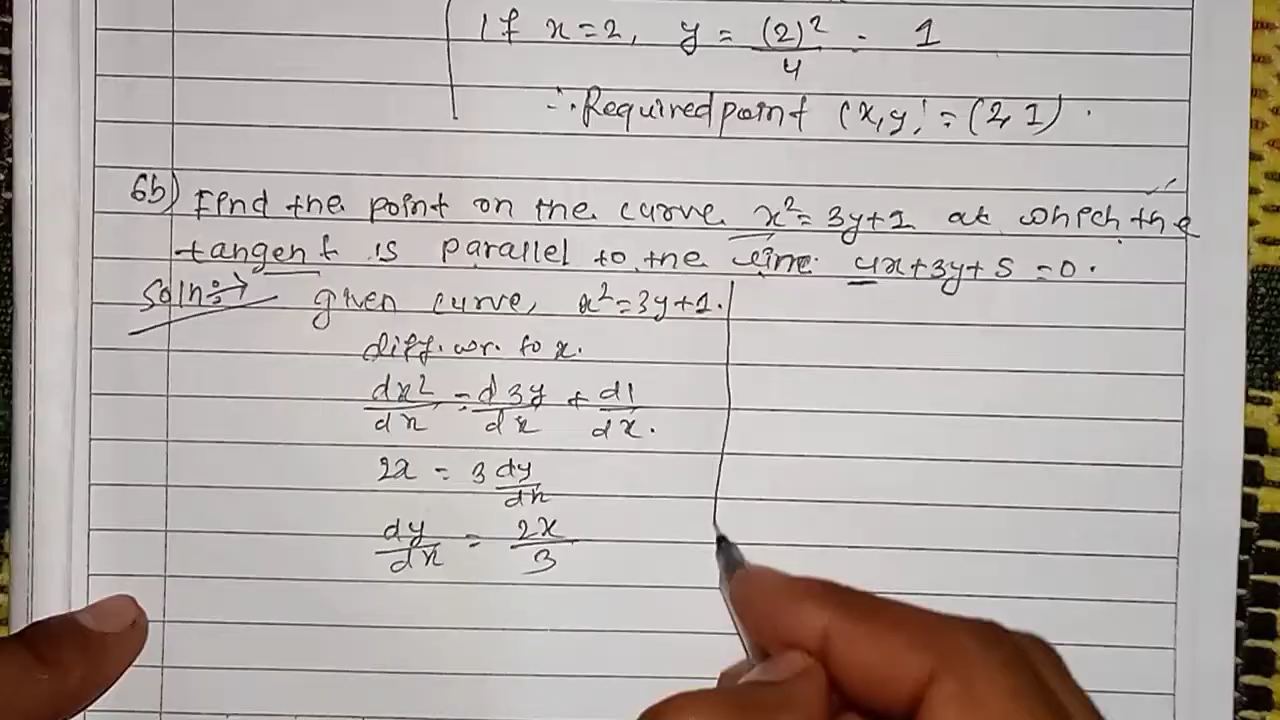 If x=2, y = (2)²/4 = 1
∴ Required point (x,y) = (2,1).
6b) Find the point on the curve x²=3y+1 at which the
tangent is parallel to the line 4x+3y+5=0.
Soln:→ given curve, x²=3y+1.
diff. wr. to x.
dx²/dx = d3y/dx + d1/dx.
2x = 3 dy/dx
dy/dx = 2x/3